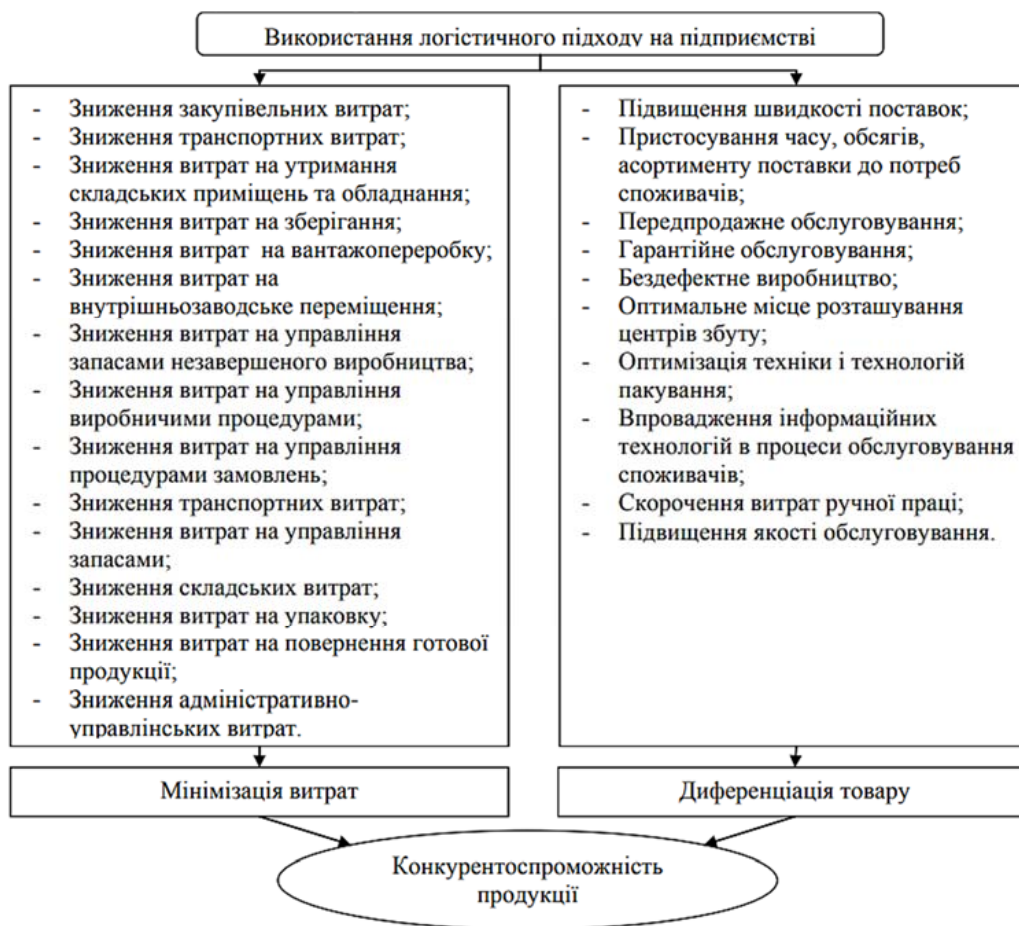 Використання логістичного підходу на підприємстві
- Зниження закупівельних витрат;
- Зниження транспортних витрат;
- Зниження витрат на утримання
складських приміщень та обладнання;
- Зниження витрат на зберігання;
- Зниження витрат на вантажопереробку;
- Зниження витрат на
внутрішньозаводське переміщення;
- Зниження витрат на управління
запасами незавершеного виробництва;
- Зниження витрат на управління
виробничими процедурами;
- Зниження витрат на управління
процедурами замовлень;
- Зниження транспортних витрат;
- Зниження витрат на управління
запасами;
- Зниження складських витрат;
- Зниження витрат на упаковку;
- Зниження витрат на повернення готової
продукції;
- Зниження адміністративно-
управлінських витрат.
- Підвищення швидкості поставок;
- Пристосування часу, обсягів,
асортименту поставки до потреб
споживачів;
- Передпродажне обслуговування;
- Гарантійне обслуговування;
- Бездефектне виробництво;
- Оптимальне місце розташування
центрів збуту;
- Оптимізація техніки і технологій
пакування;
- Впровадження інформаційних
технологій в процеси обслуговування
споживачів;
- Скорочення витрат ручної праці;
- Підвищення якості обслуговування.
Мінімізація витрат
Диференціація товару
Конкурентоспроможність
продукції